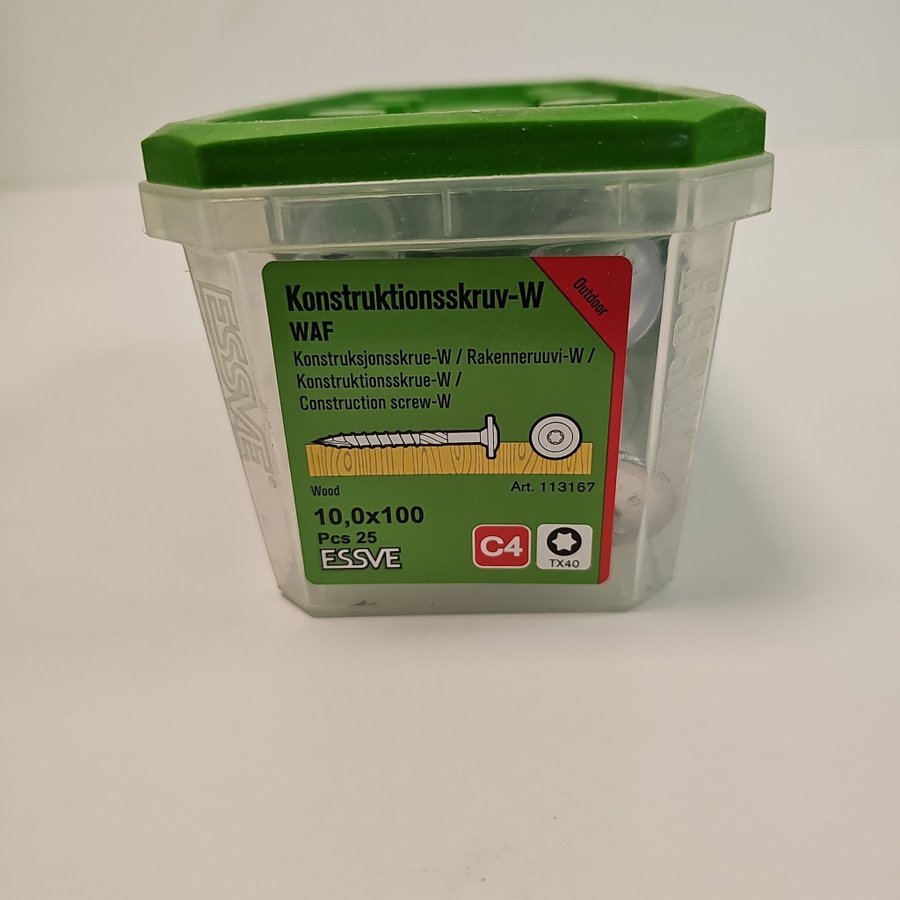 Konstruktionsskruv-W
WAF
Outdoor
Konstruksjonsskrue-W / Rakenneruuvi-W /
Konstruktionsskrue-W /
Construction screw-W
Wood
Art. 113167
10,0x100
Pcs 25
ESSVE
C4
TX40
ESSVE
ESSVE